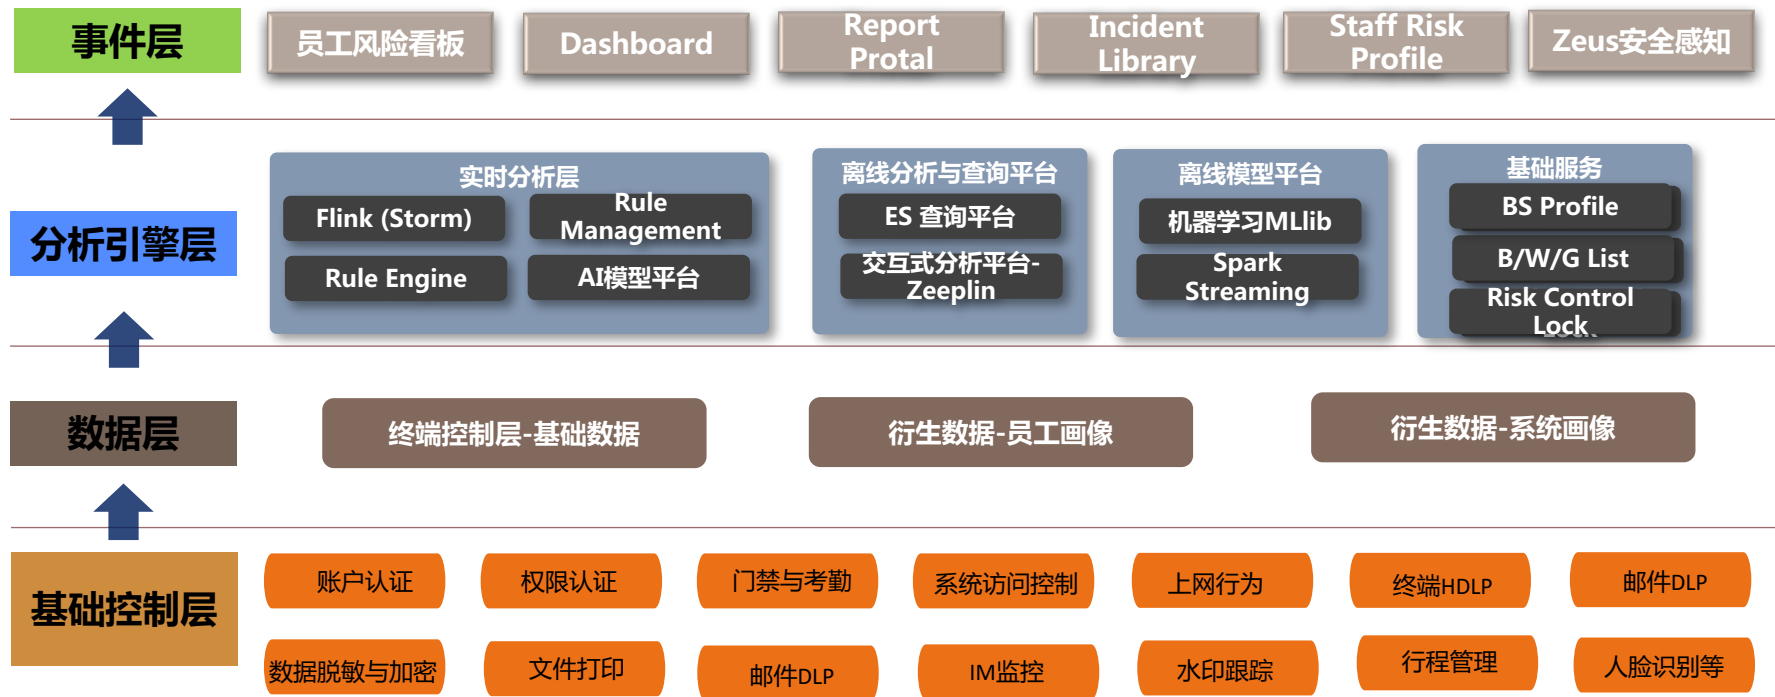 事件层
员工风险看板
Dashboard
Report
Protal
Incident
Library
Staff Risk
Profile
Zeus安全感知
分析引擎层
实时分析层
Flink (Storm)
Rule
Management
Rule Engine
AI模型平台
离线分析与查询平台
ES 查询平台
交互式分析平台-
Zeeplin
离线模型平台
机器学习MLlib
Spark
Streaming
基础服务
BS Profile
B/W/G List
Risk Control
Lock
数据层
终端控制层-基础数据
衍生数据-员工画像
衍生数据-系统画像
基础控制层
账户认证
权限认证
门禁与考勤
系统访问控制
上网行为
终端HDLP
邮件DLP
数据脱敏与加密
文件打印
邮件DLP
IM监控
水印跟踪
行程管理
人脸识别等